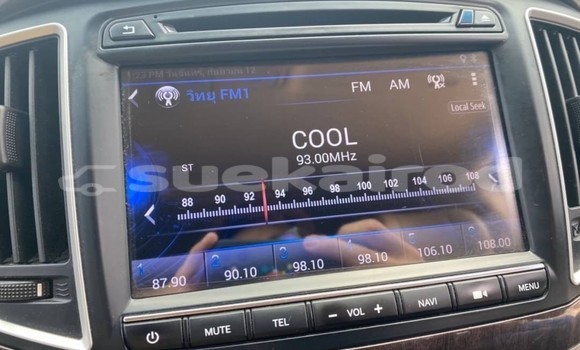 วิทยุ FM1
FM AM
Local Seek
COOL
93.00MHz
ST
88 90 92 94 96 98 100 102 104 106 108
87.90 90.10 98.10 98.10 106.10 108.00
MUTE TEL - VOL + NAVI MENU